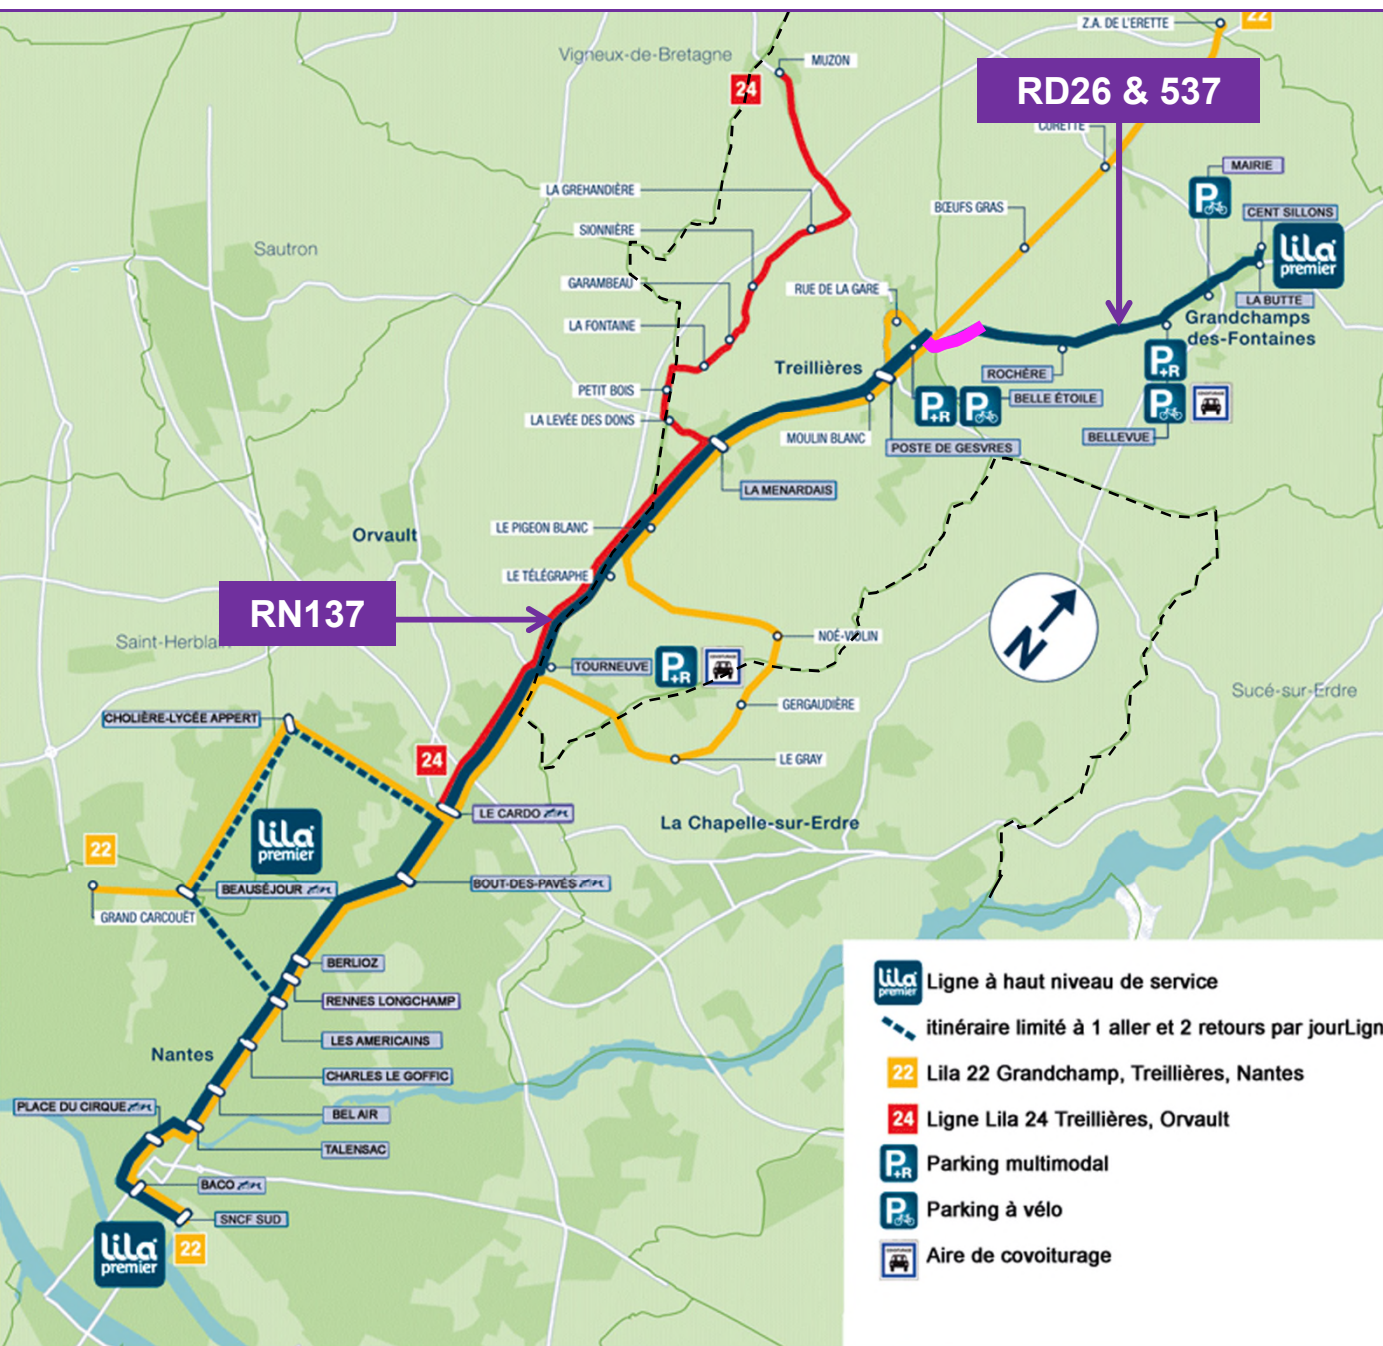 22
Z.A. DE L'ERETTE
Vigneux-de-Bretagne
MUZON
24
RD26 & 537
CURETTE
MAIRIE
P
LA GREHANDIÈRE
BŒUFS GRAS
CENT SILLONS
SIONNIÈRE
Sautron
lila
premier
GARAMBEAU
RUE DE LA GARE
LA BUTTE
Grandchamps
des-Fontaines
LA FONTAINE
Treillières
P+R
ROCHÈRE
PETIT BOIS
BELLE ÉTOILE
P+R
P
P
COVOITURAGE
LA LEVÉE DES DONS
MOULIN BLANC
BELLEVUE
POSTE DE GESVRES
LA MENARDAIS
LE PIGEON BLANC
Orvault
LE TÉLÉGRAPHE
RN137
N
Saint-Herblain
NOÉ-VIOLIN
TOURNEUVE
P+R
COVOITURAGE
Sucé-sur-Erdre
GERGAUDIÈRE
CHOLIÈRE-LYCÉE APPERT
24
LE GRAY
LE CARDO
La Chapelle-sur-Erdre
lila
premier
22
BEAUSÉJOUR
BOUT-DES-PAVÉS
GRAND CARCOUËT
BERLIOZ
RENNES LONGCHAMP
LES AMERICAINS
Nantes
CHARLES LE GOFFIC
PLACE DU CIRQUE
BEL AIR
TALENSAC
BACO
SNCF SUD
lila
premier
22
lila
premier
Ligne à haut niveau de service
itinéraire limité à 1 aller et 2 retours par jourLign
22 Lila 22 Grandchamp, Treillières, Nantes
24 Ligne Lila 24 Treillières, Orvault
P+R Parking multimodal
P Parking à vélo
COVOITURAGE Aire de covoiturage